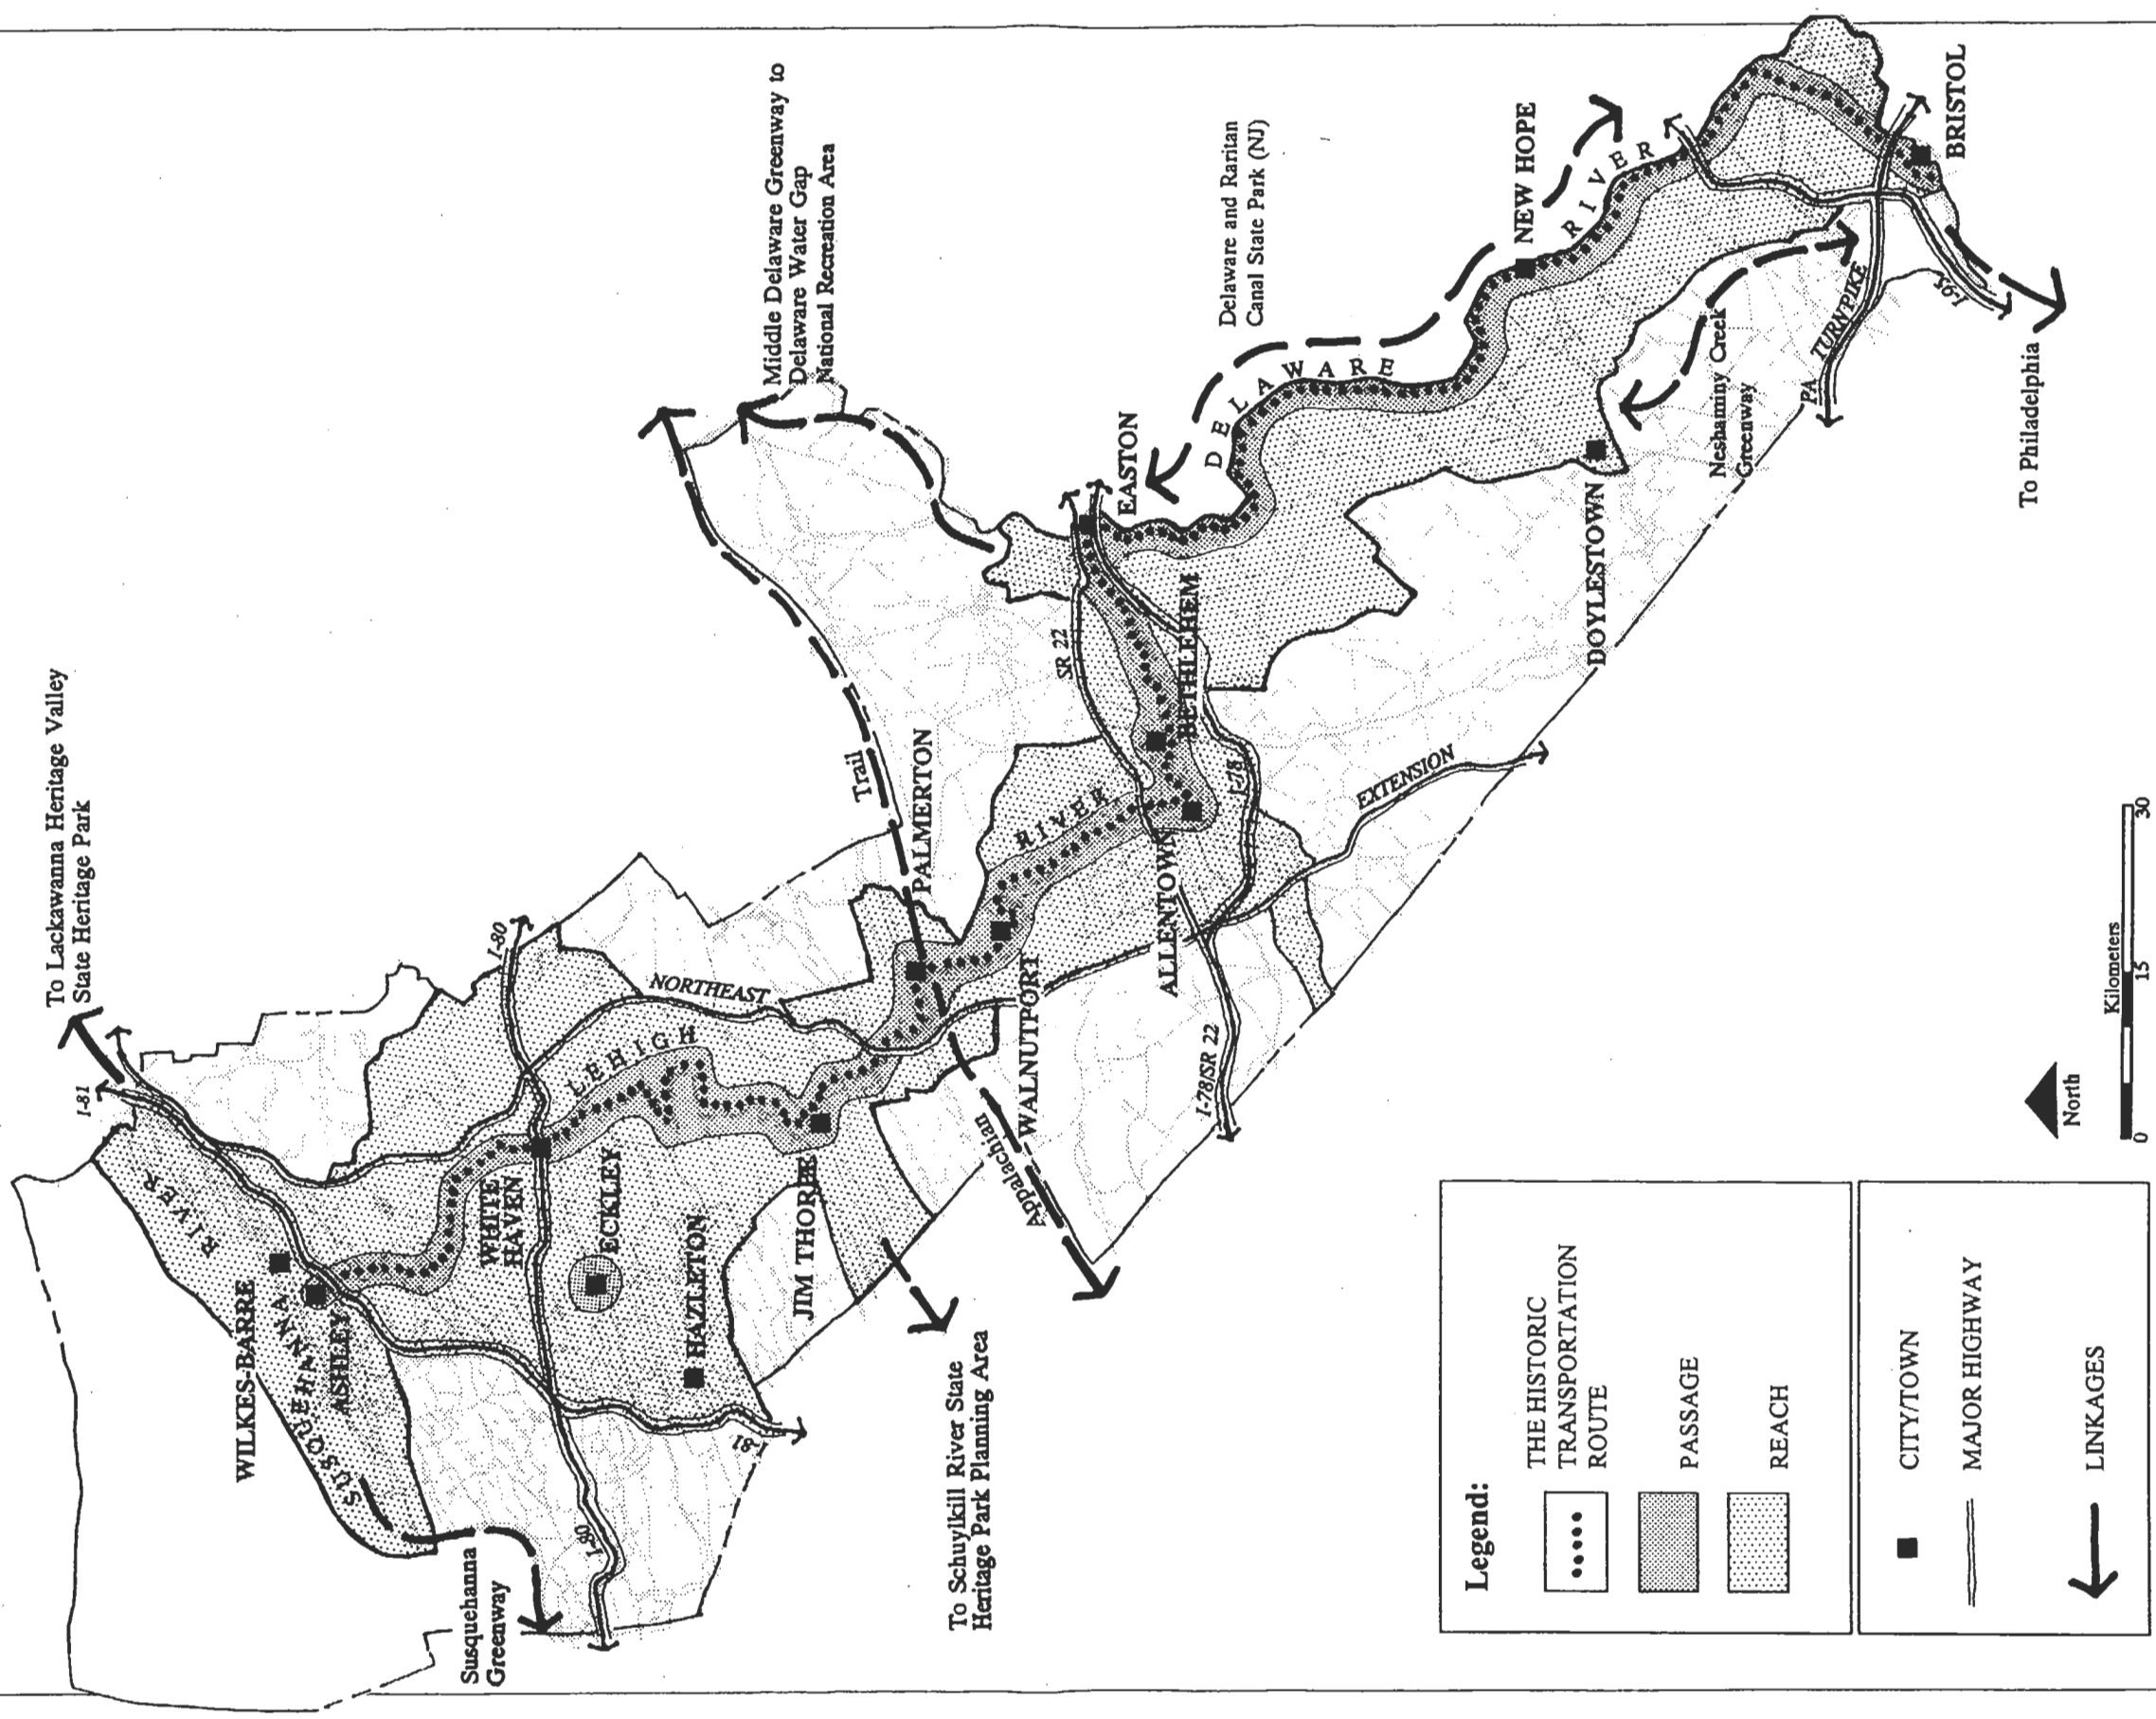 To Lackawanna Heritage Valley
State Heritage Park
I-81
RIVER
WILKES-BARRE
SUSQUEHANNA
ASHLEY
Susquehanna
Greenway
I-80
WHITE
HAVEN
ECKLEY
HAZLETON
I-81
I-80
LEHIGH
NORTHEAST
JIM THORPE
To Schuylkill River State
Heritage Park Planning Area
PALMERTON
Trail
Appalachian
WALNUTPORT
RIVER
ALLENTOWN
I-78/SR 22
EXTENSION
I-78
SR 22
BETHLEHEM
EASTON
Middle Delaware Greenway to
Delaware Water Gap
National Recreation Area
DELAWARE
Delaware and Raritan
Canal State Park (NJ)
NEW HOPE
RIVER
DOYLESTOWN
Neshaminy Creek
Greenway
PA TURNPIKE
I-95
BRISTOL
To Philadelphia
Legend:
THE HISTORIC
TRANSPORTATION
ROUTE
PASSAGE
REACH
CITY/TOWN
MAJOR HIGHWAY
LINKAGES
North
Kilometers
0 15 30